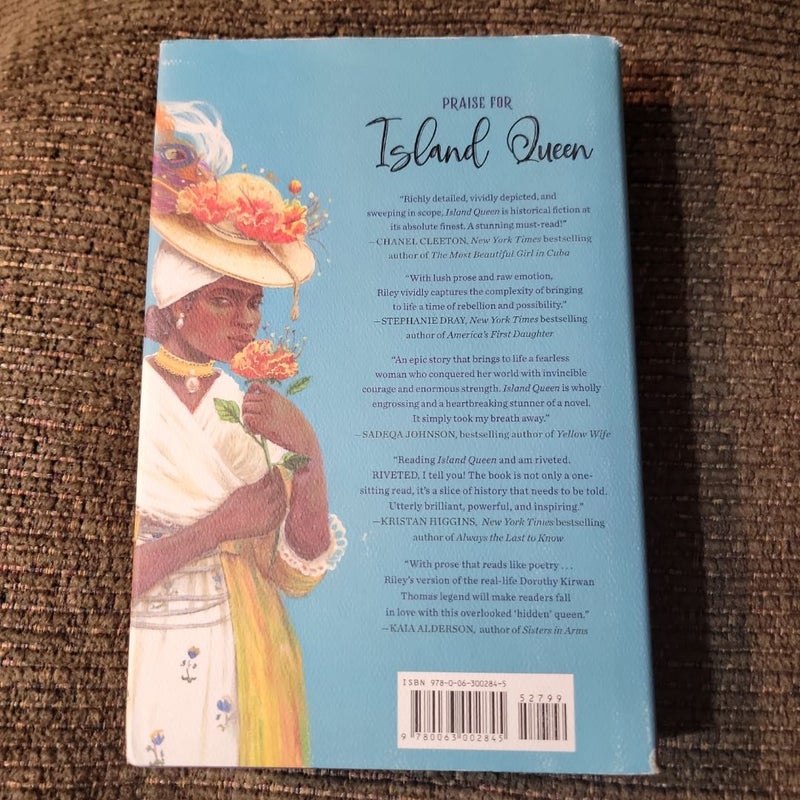 PRAISE FOR
Island Queen
“Richly detailed, vividly depicted, and
sweeping in scope, Island Queen is historical fiction at
its absolute finest. A stunning must-read!”
—CHANEL CLEETON, New York Times bestselling
author of The Most Beautiful Girl in Cuba
“With lush prose and raw emotion,
Riley vividly captures the complexity of bringing
to life a time of rebellion and possibility.”
—STEPHANIE DRAY, New York Times bestselling
author of America’s First Daughter
“An epic story that brings to life a fearless
woman who conquered her world with invincible
courage and enormous strength. Island Queen is wholly
engrossing and a heartbreaking stunner of a novel.
It simply took my breath away.”
—SADEQA JOHNSON, bestselling author of Yellow Wife
“Reading Island Queen and am riveted.
RIVETED, I tell you! The book is not only a one-
sitting read, it’s a slice of history that needs to be told.
Utterly brilliant, powerful, and inspiring.”
—KRISTAN HIGGINS, New York Times bestselling
author of Always the Last to Know
“With prose that reads like poetry . . .
Riley’s version of the real-life Dorothy Kirwan
Thomas legend will make readers fall
in love with this overlooked ‘hidden’ queen.”
—KAIA ALDERSON, author of Sisters in Arms
ISBN 978-0-06-300284-5
52799
9 780063 002845